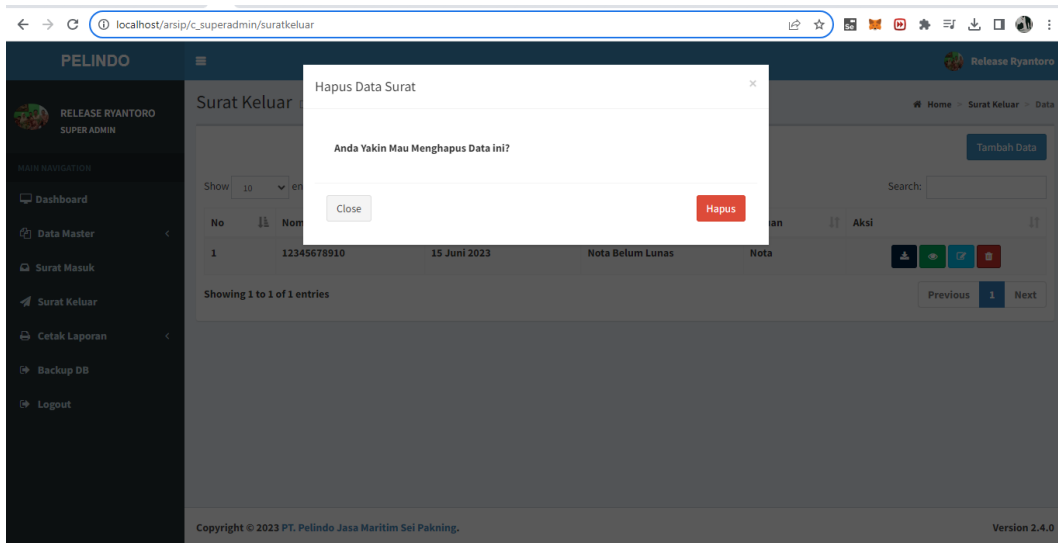 localhost/arsip/c_superadmin/suratkeluar
PELINDO
Release Ryantoro
RELEASE RYANTORO
SUPER ADMIN
MAIN NAVIGATION
Dashboard
Data Master
Surat Masuk
Surat Keluar
Cetak Laporan
Backup DB
Logout
Surat Keluar
Home > Surat Keluar > Data
Hapus Data Surat ×
Anda Yakin Mau Menghapus Data ini?
Close Hapus
Tambah Data
Show 10
Search:
No Aksi
1 12345678910 15 Juni 2023 Nota Belum Lunas Nota
Showing 1 to 1 of 1 entries
Previous 1 Next
Copyright © 2023 PT. Pelindo Jasa Maritim Sei Pakning.
Version 2.4.0